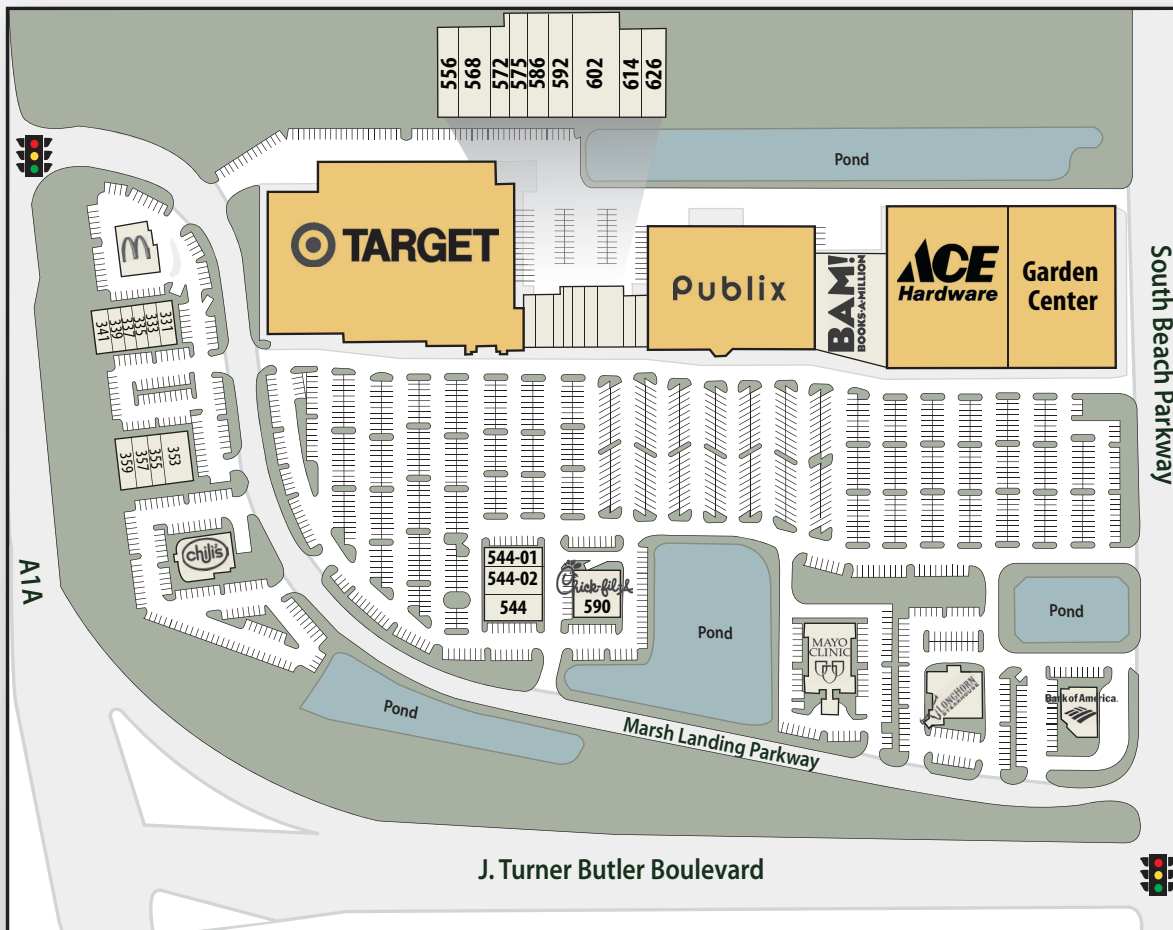 556
568
572
575
586
592
602
614
626
Pond
TARGET
Publix
BAM!
BOOKS-A-MILLION
ACE
Hardware
Garden
Center
South Beach Parkway
M
341
339
337
335
333
331
359
357
355
353
chili's
A1A
544-01
544-02
544
Chick-fil-A
590
Pond
MAYO
CLINIC
Pond
LONGHORN
STEAKHOUSE
Bank of America.
Pond
Marsh Landing Parkway
J. Turner Butler Boulevard